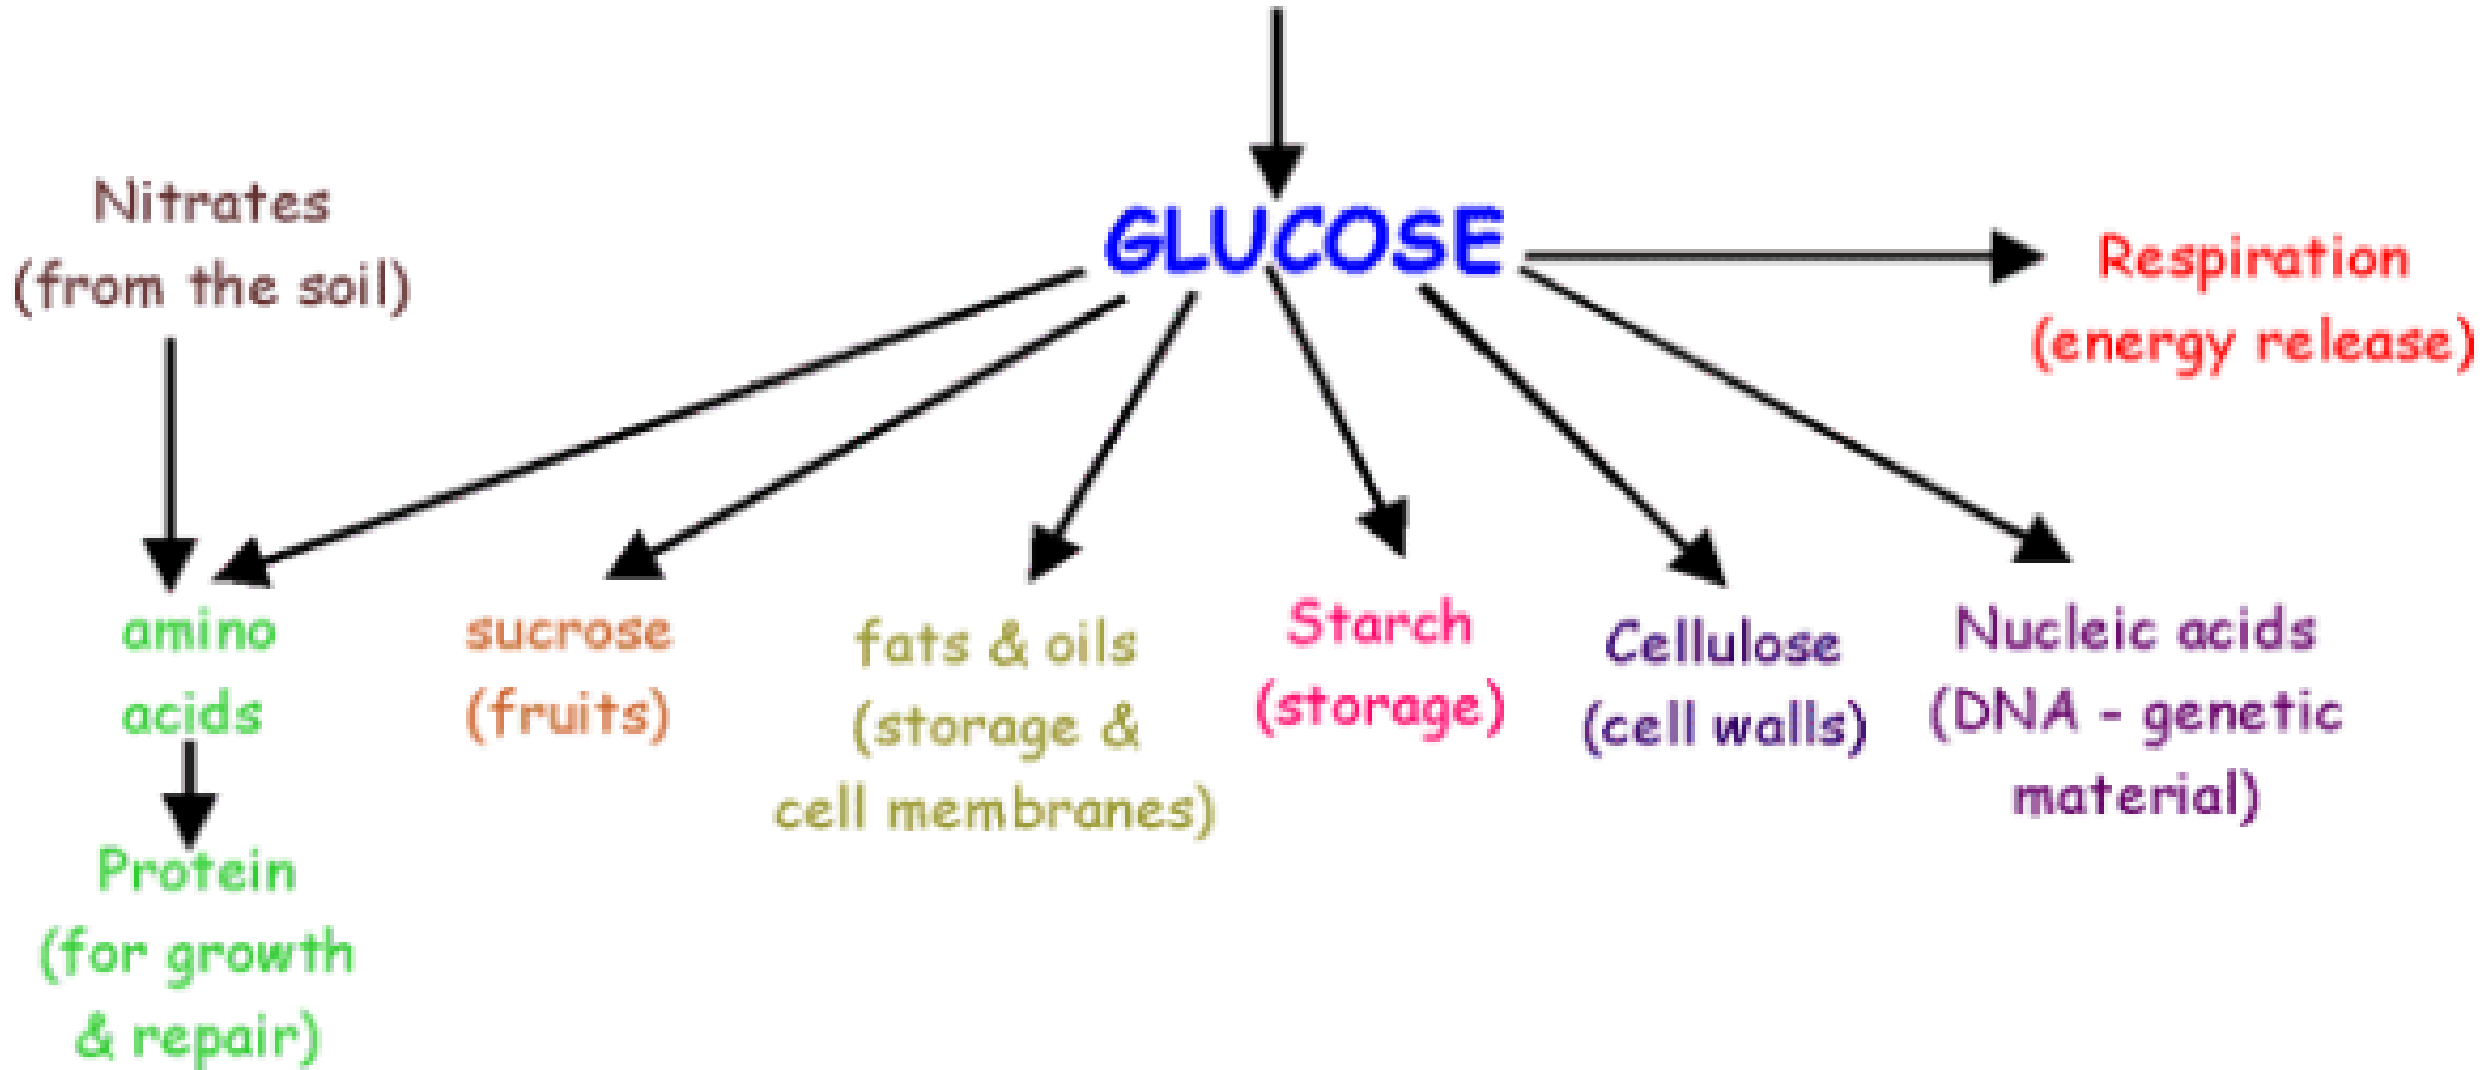 Nitrates
(from the soil)
GLUCOSE
Respiration
(energy release)
amino
acids
Protein
(for growth
& repair)
sucrose
(fruits)
fats & oils
(storage &
cell membranes)
Starch
(storage)
Cellulose
(cell walls)
Nucleic acids
(DNA - genetic
material)